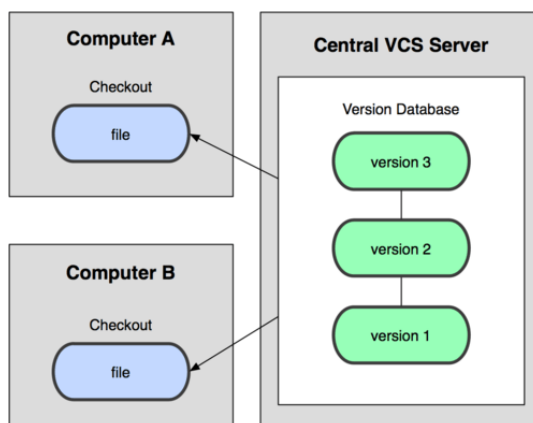 Computer A
Checkout
file
Computer B
Checkout
file
Central VCS Server
Version Database
version 3
version 2
version 1